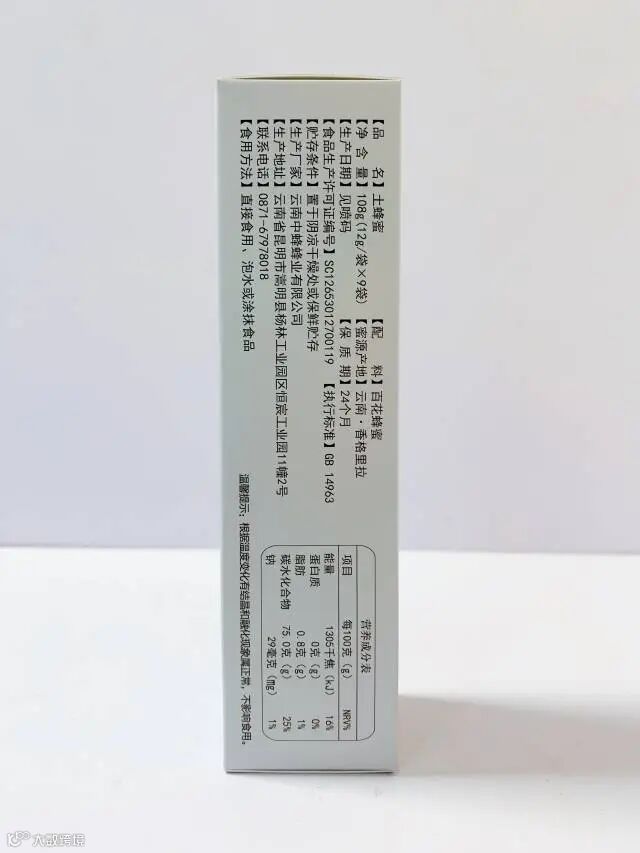 【品 名】土蜂蜜 【配 料】百花蜂蜜
【净 含 量】108g(12g/袋×9袋) 【蜜源产地】云南·香格里拉
【生产日期】见喷码 【保 质 期】24个月
【食品生产许可证编号】SC12653012700119 【执行标准】GB 14963
【贮存条件】置于阴凉干燥处或保鲜贮存
【生产厂家】云南中蜂蜂业有限公司
【生产地址】云南省昆明市嵩明县杨林工业园区恒宸工业园11幢2号
【联系电话】0871-67978018
【食用方法】直接食用、泡水或涂抹食品
营养成分表
项目 每100克(g) NRV%
能量 1305千焦(kJ) 16%
蛋白质 0克(g) 0%
脂肪 0.8克(g) 1%
碳水化合物 75.0克(g) 25%
钠 29毫克(mg) 1%
温馨提示:根据温度变化有结晶和融化现象属正常,不影响食用。
大数跨境